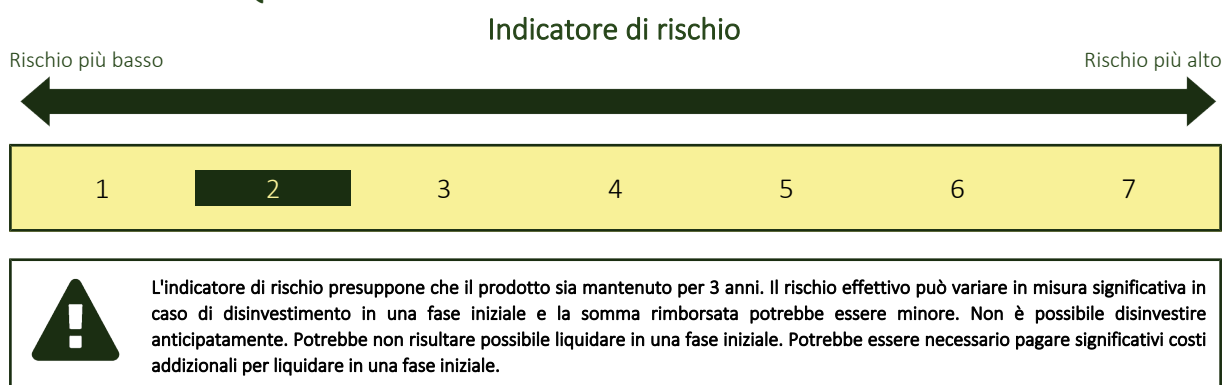 Indicatore di rischio
Rischio più basso
Rischio più alto
1 2 3 4 5 6 7
L'indicatore di rischio presuppone che il prodotto sia mantenuto per 3 anni. Il rischio effettivo può variare in misura significativa in
caso di disinvestimento in una fase iniziale e la somma rimborsata potrebbe essere minore. Non è possibile disinvestire
anticipatamente. Potrebbe non risultare possibile liquidare in una fase iniziale. Potrebbe essere necessario pagare significativi costi
addizionali per liquidare in una fase iniziale.